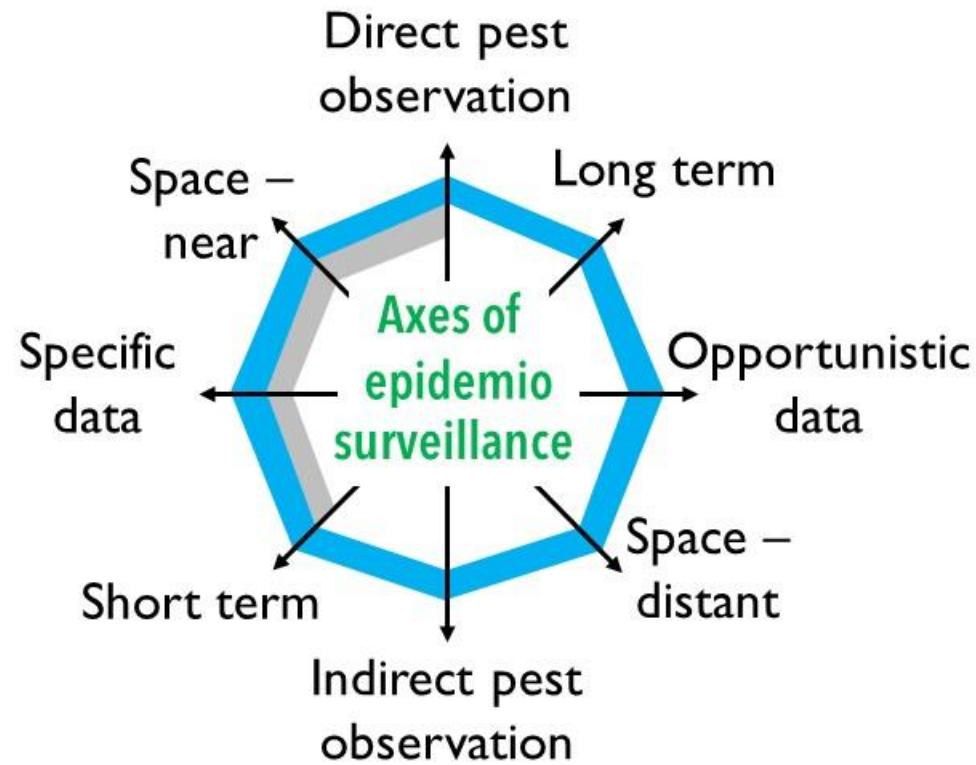 Direct pest
observation
Space –
near
Long term
Specific
data
Axes of
epidemio
surveillance
Opportunistic
data
Short term
Space –
distant
Indirect pest
observation